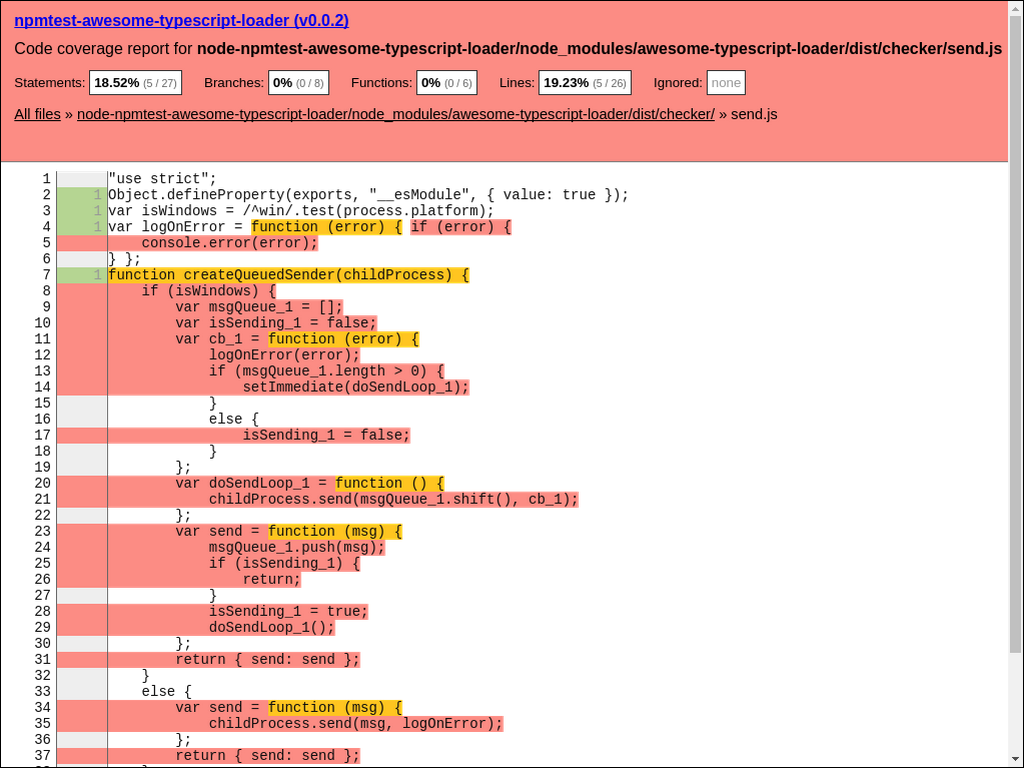 npmtest-awesome-typescript-loader (v0.0.2)
Code coverage report for node-npmtest-awesome-typescript-loader/node_modules/awesome-typescript-loader/dist/checker/send.js
Statements: 18.52% (5 / 27) Branches: 0% (0 / 8) Functions: 0% (0 / 6) Lines: 19.23% (5 / 26) Ignored: none
All files » node-npmtest-awesome-typescript-loader/node_modules/awesome-typescript-loader/dist/checker/ » send.js
1 "use strict";
2 1 Object.defineProperty(exports, "__esModule", { value: true });
3 1 var isWindows = /^win/.test(process.platform);
4 1 var logOnError = function (error) { if (error) {
5     console.error(error);
6 } };
7 1 function createQueuedSender(childProcess) {
8     if (isWindows) {
9         var msgQueue_1 = [];
10         var isSending_1 = false;
11         var cb_1 = function (error) {
12             logOnError(error);
13             if (msgQueue_1.length > 0) {
14                 setImmediate(doSendLoop_1);
15             }
16             else {
17                 isSending_1 = false;
18             }
19         };
20         var doSendLoop_1 = function () {
21             childProcess.send(msgQueue_1.shift(), cb_1);
22         };
23         var send = function (msg) {
24             msgQueue_1.push(msg);
25             if (isSending_1) {
26                 return;
27             }
28             isSending_1 = true;
29             doSendLoop_1();
30         };
31         return { send: send };
32     }
33     else {
34         var send = function (msg) {
35             childProcess.send(msg, logOnError);
36         };
37         return { send: send };